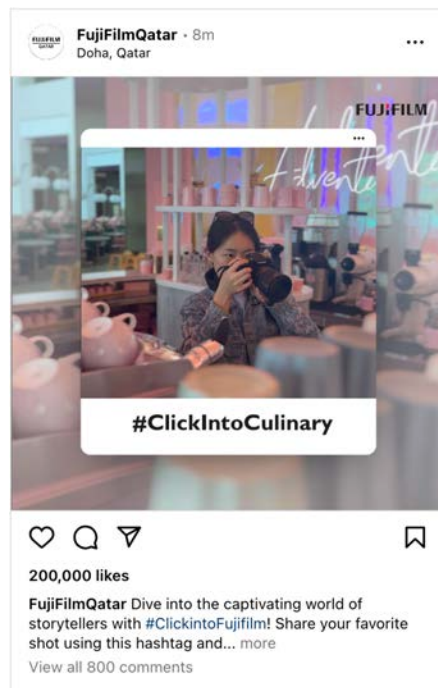 FUJIFILM
QATAR
FujiFilmQatar • 8m
Doha, Qatar
FUJIFILM
#ClickIntoCulinary
200,000 likes
FujiFilmQatar Dive into the captivating world of
storytellers with #ClickintoFujifilm! Share your favorite
shot using this hashtag and... more
View all 800 comments